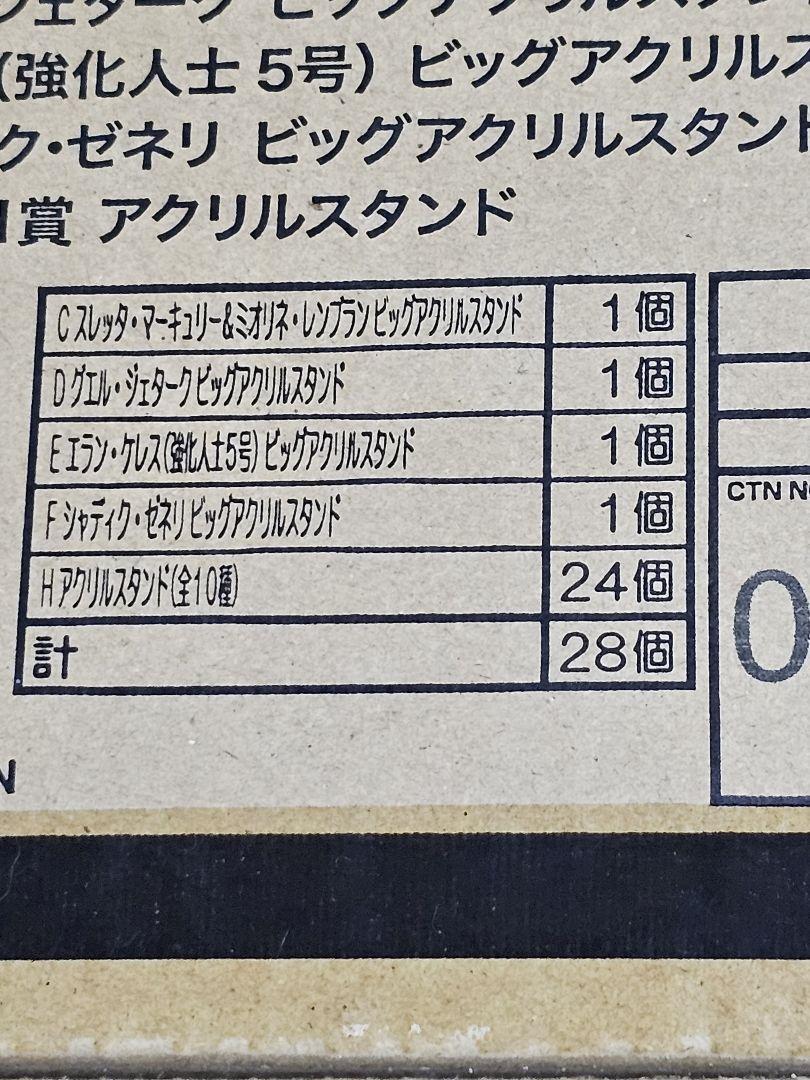 ェターク ビッグアクリルスタン
(強化人士5号) ビッグアクリルス
ク・ゼネリ ビッグアクリルスタンド
賞 アクリルスタンド
C スレッタ・マーキュリー&ミオリネ・レンブラン ビッグアクリルスタンド 1個
D グエル・ジェターク ビッグアクリルスタンド 1個
E エラン・ケレス(強化人士5号) ビッグアクリルスタンド 1個
F シャディク・ゼネリ ビッグアクリルスタンド 1個
H アクリルスタンド(全10種) 24個
計 28個
CTN N
0
N